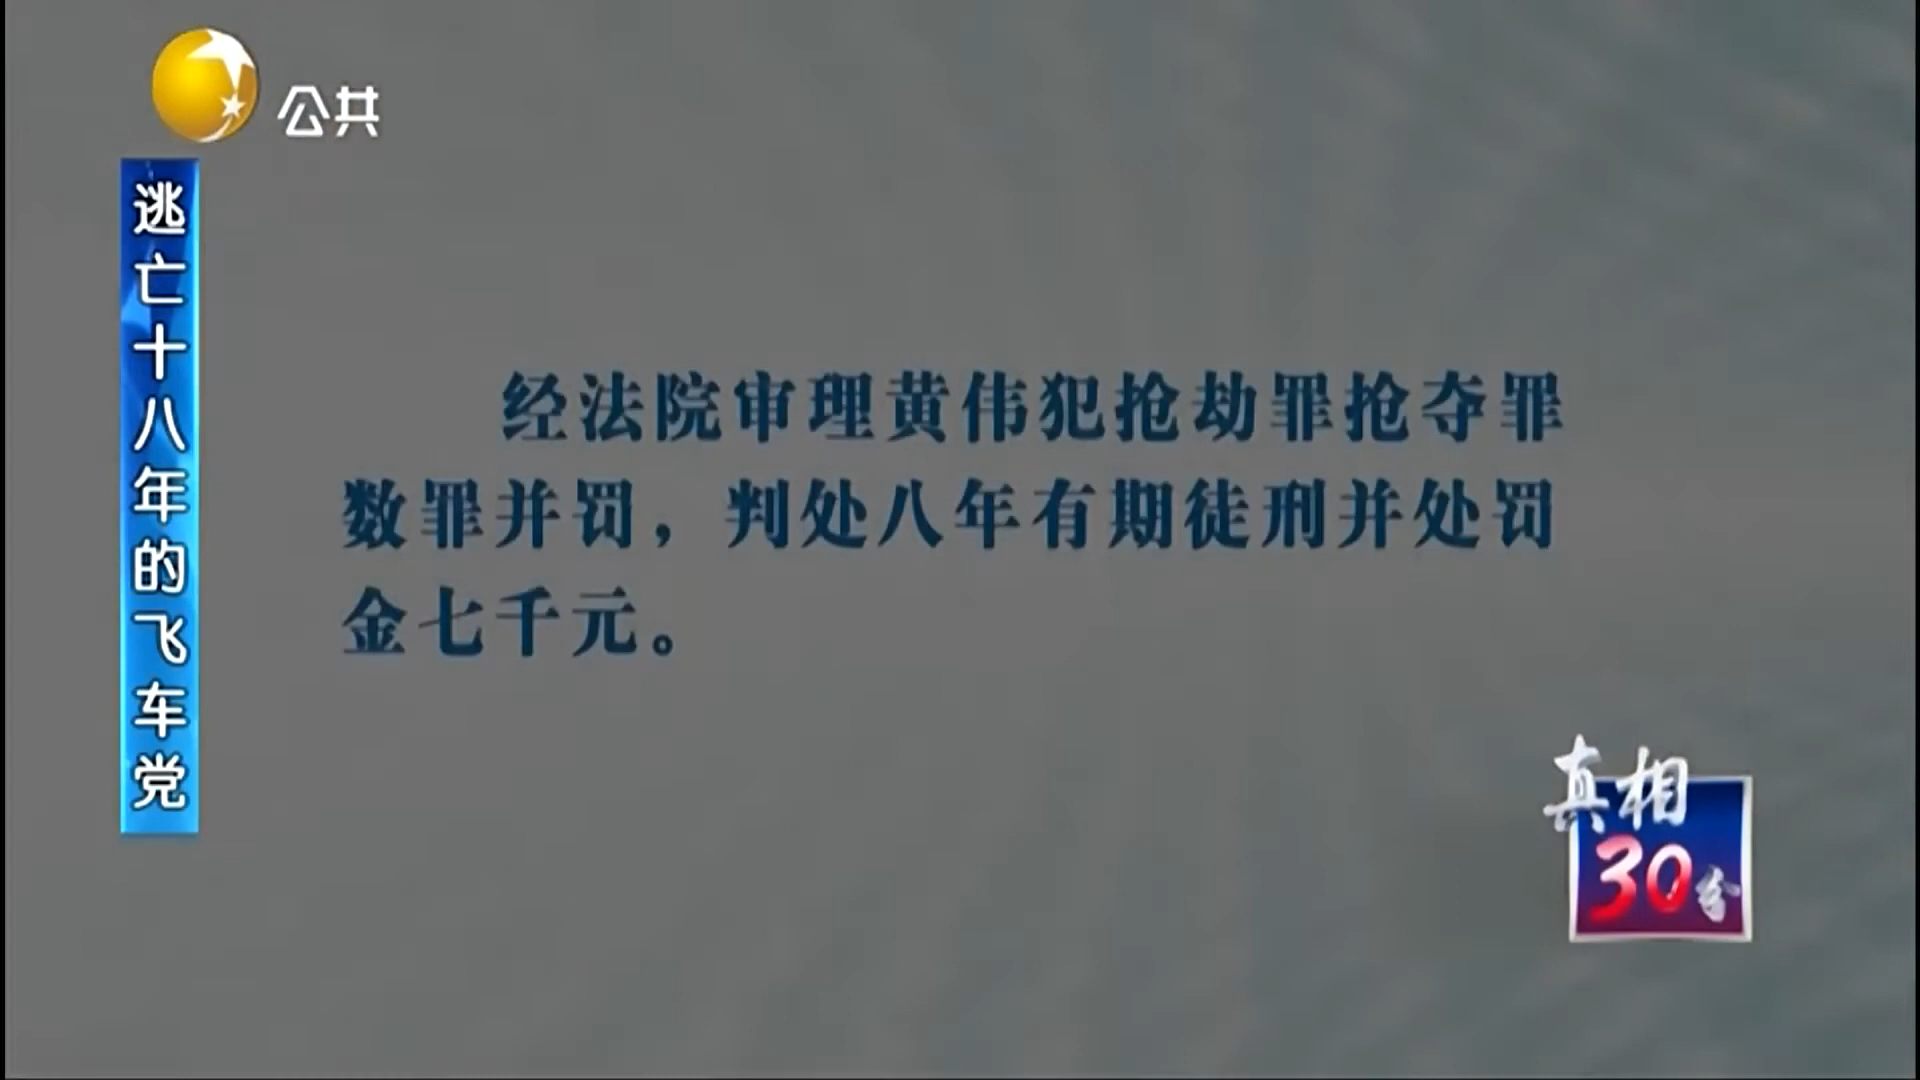 公共
逃亡十八年的飞车党
经法院审理黄伟犯抢劫罪抢夺罪
数罪并罚，判处八年有期徒刑并处罚
金七千元。
真相
30分